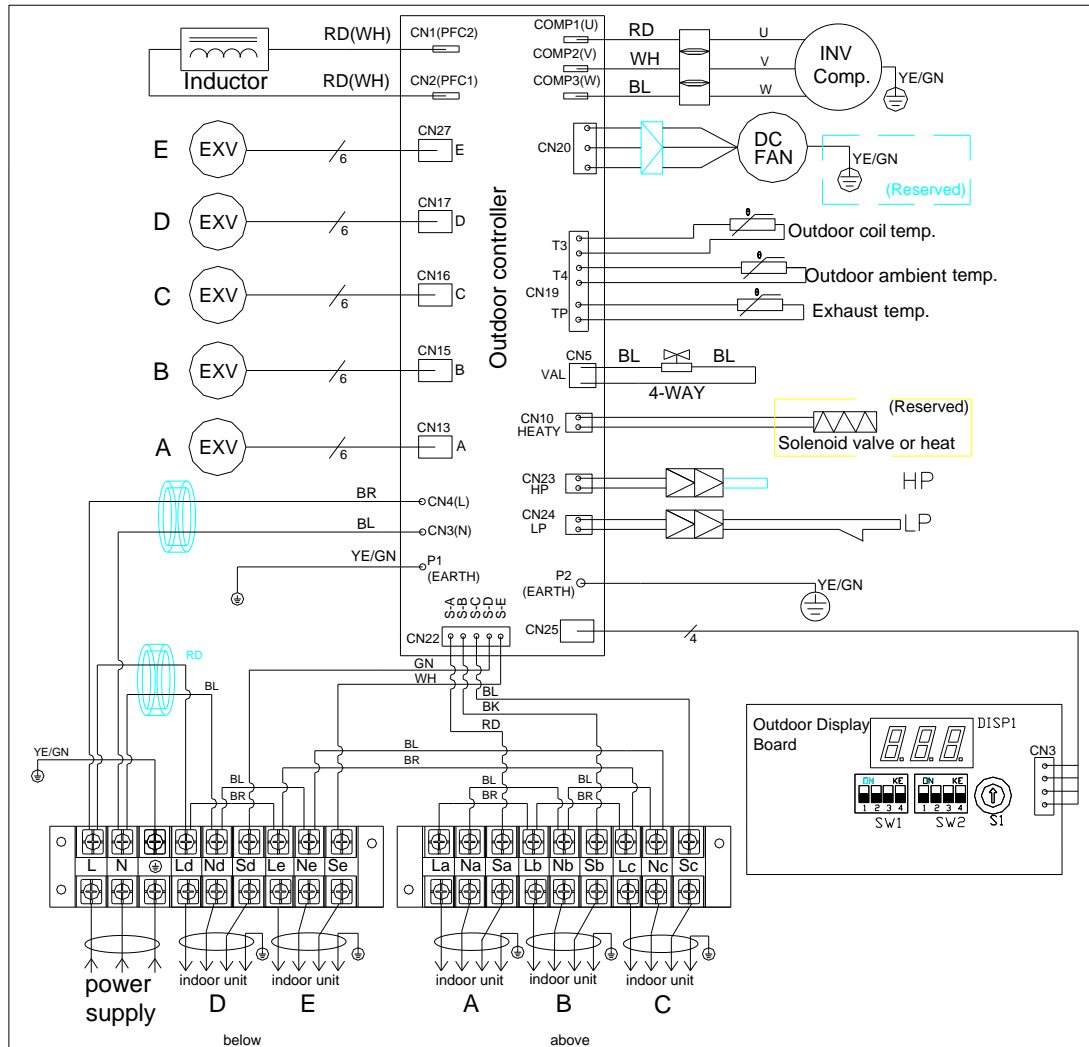 RD(WH)
CN1(PFC2)
COMP1(U)
RD
U
COMP2(V)
WH
V
INV
Comp.
Inductor
RD(WH)
CN2(PFC1)
COMP3(W)
BL
W
YE/GN
E
EXV
6
CN27
E
CN20
DC
FAN
YE/GN
(Reserved)
D
EXV
6
CN17
D
Outdoor controller
T3
θ
Outdoor coil temp.
C
EXV
6
CN16
C
T4
θ
Outdoor ambient temp.
CN19
TP
θ
Exhaust temp.
B
EXV
6
CN15
B
CN5
VAL
BL
BL
4-WAY
A
EXV
6
CN13
A
CN10
HEATY
(Reserved)
Solenoid valve or heat
BR
CN4(L)
CN23
HP
HP
BL
CN3(N)
CN24
LP
LP
YE/GN
P1
(EARTH)
P2
(EARTH)
YE/GN
S-A
S-B
S-C
S-D
S-E
CN22
CN25
4
RD
BL
GN
WH
BL
BK
RD
YE/GN
BL
BR
BL
BR
BL
BR
BL
BR
Outdoor Display
Board
DISP1
8.8.8.
CN3
ON KE
1 2 3 4
SW1
ON KE
1 2 3 4
SW2
S1
L N Ld Nd Sd Le Ne Se
La Na Sa Lb Nb Sb Lc Nc Sc
power
supply
indoor unit
D
indoor unit
E
indoor unit
A
indoor unit
B
indoor unit
C
below
above